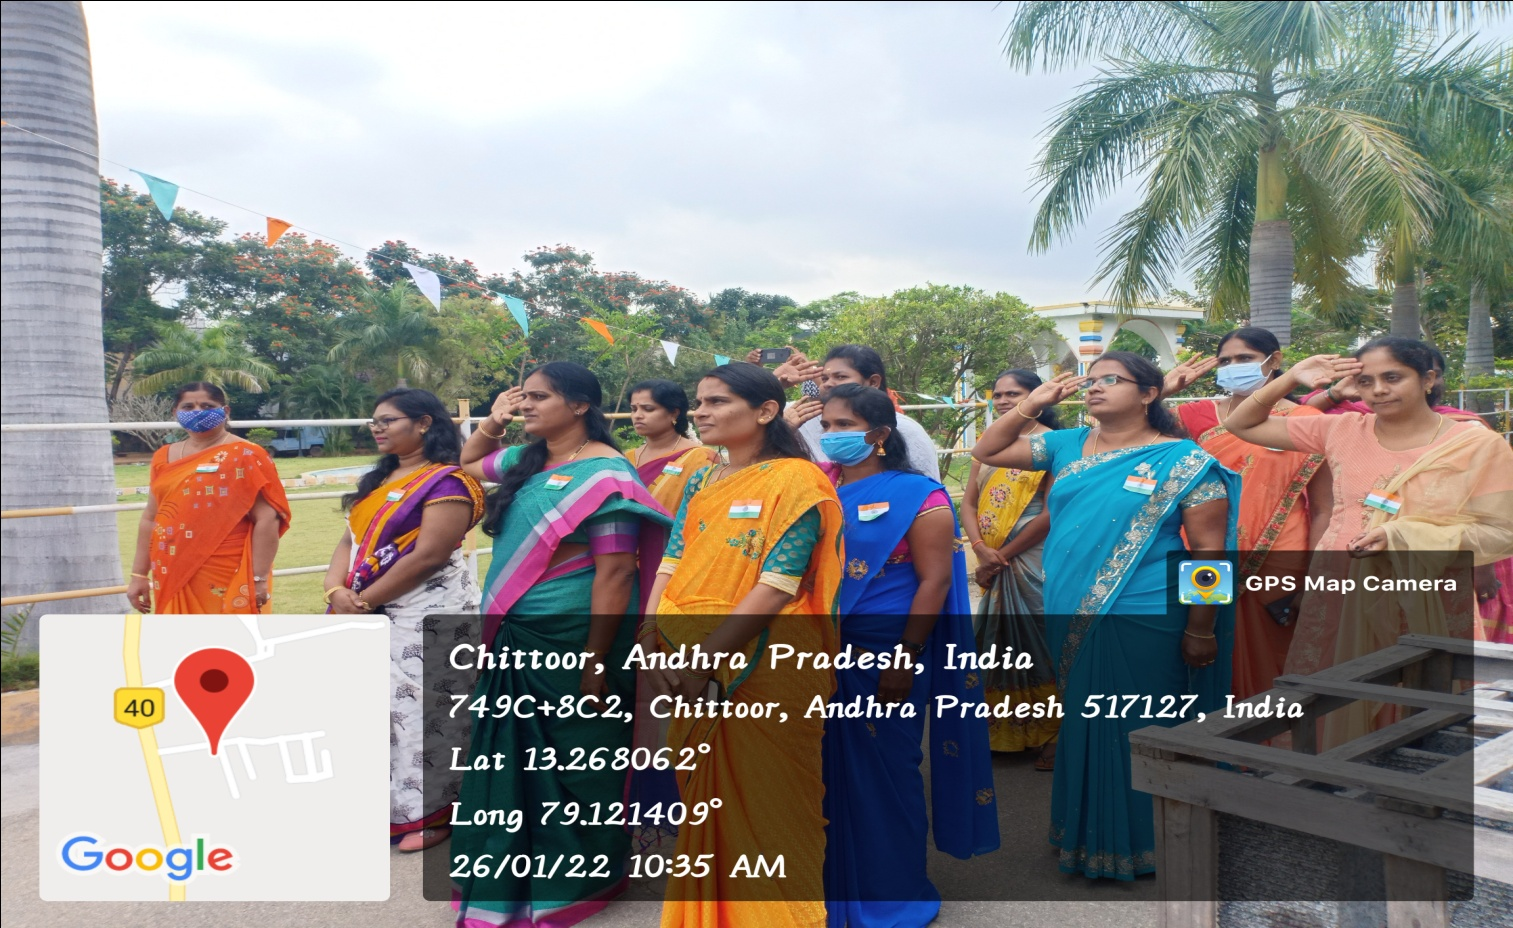 GPS Map Camera
40
Google
Chittoor, Andhra Pradesh, India
749C+8C2, Chittoor, Andhra Pradesh 517127, India
Lat 13.268062°
Long 79.121409°
26/01/22 10:35 AM